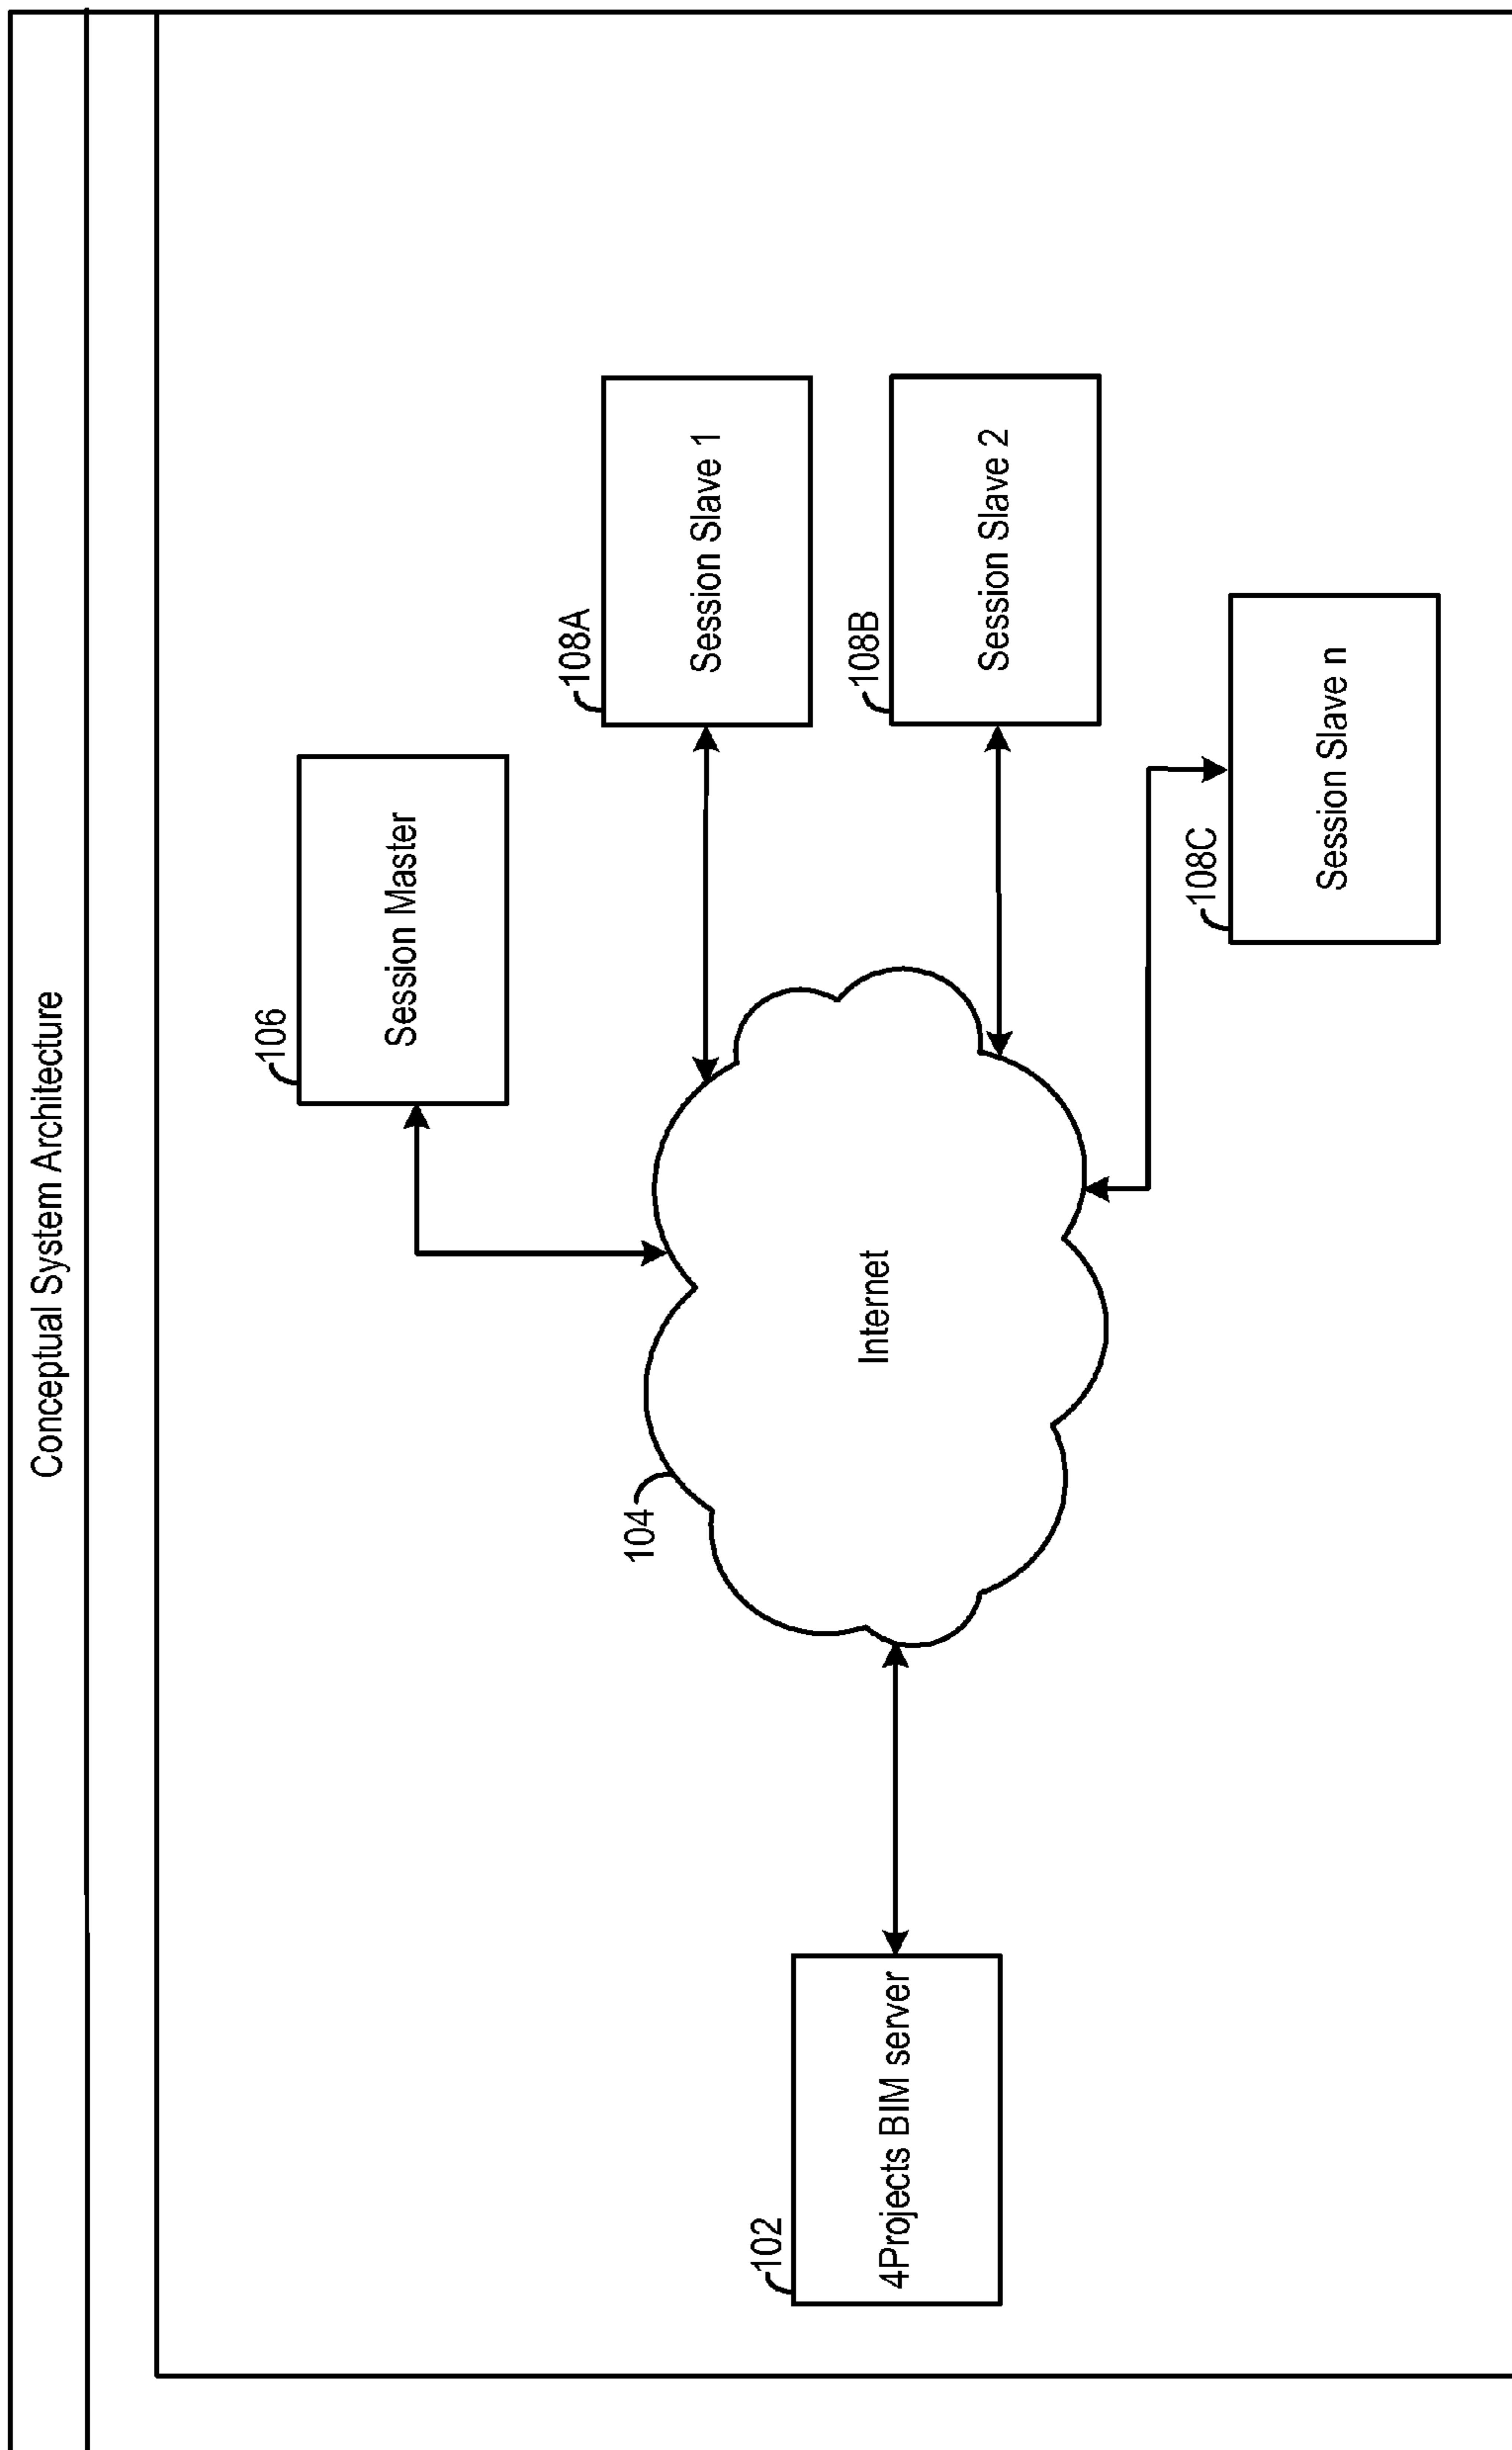 Conceptual System Architecture
106
Session Master
108A
Session Slave 1
104
Internet
102
4Projects BIM server
108B
Session Slave 2
108C
Session Slave n